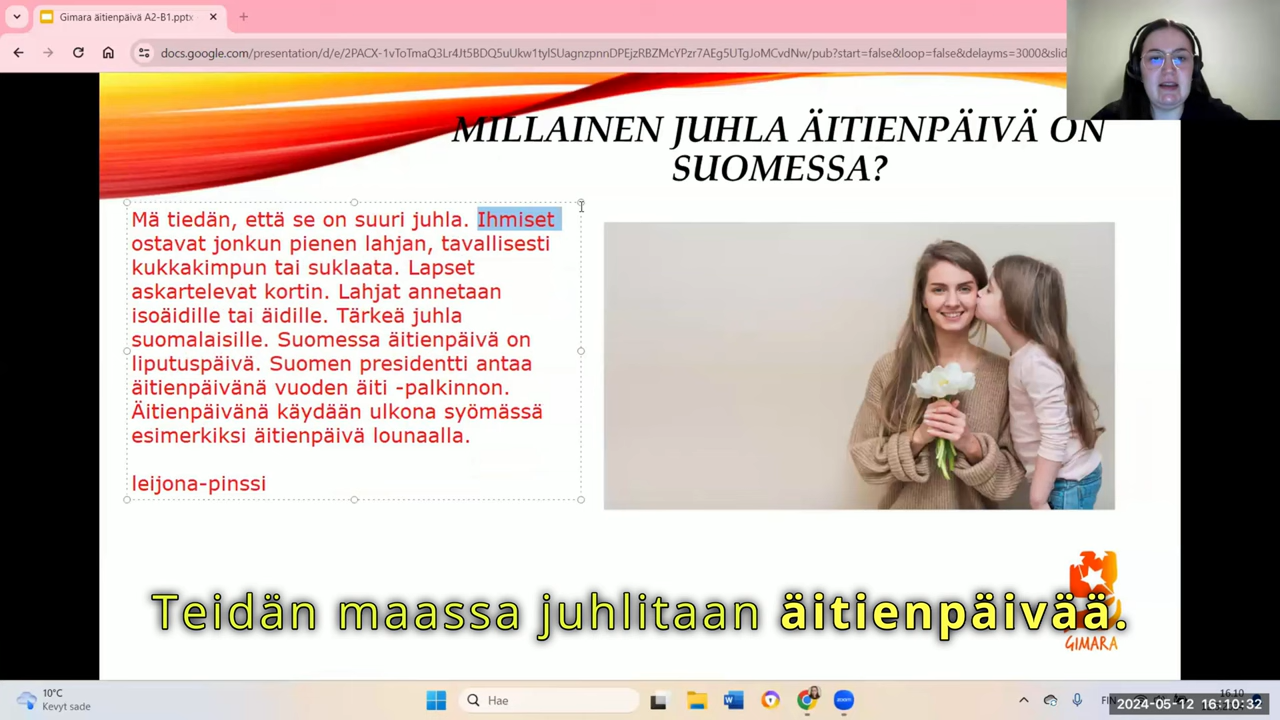 Gimara äitienpäivä A2-B1.pptx
docs.google.com/presentation/d/e/2PACX-1vToTmaQ3Lr4Jt5BDQ5uUkw1tylSUagnzpnnDPEjzRBZMcYPzr7AEg5UTgJoMCvdNw/pub?start=false&loop=false&delayms=3000&slid
MILLAINEN JUHLA ÄITIENPÄIVÄ ON
SUOMESSA?
Mä tiedän, että se on suuri juhla. Ihmiset
ostavat jonkun pienen lahjan, tavallisesti
kukkakimpun tai suklaata. Lapset
askartelevat kortin. Lahjat annetaan
isoäidille tai äidille. Tärkeä juhla
suomalaisille. Suomessa äitienpäivä on
liputuspäivä. Suomen presidentti antaa
äitienpäivänä vuoden äiti -palkinnon.
Äitienpäivänä käydään ulkona syömässä
esimerkiksi äitienpäivä lounaalla.
leijona-pinssi
Teidän maassa juhlitaan äitienpäivää.
GIMARA
10°C
Kevyt sade
Hae
FIN
16.10
2024-05-12 16:10:32